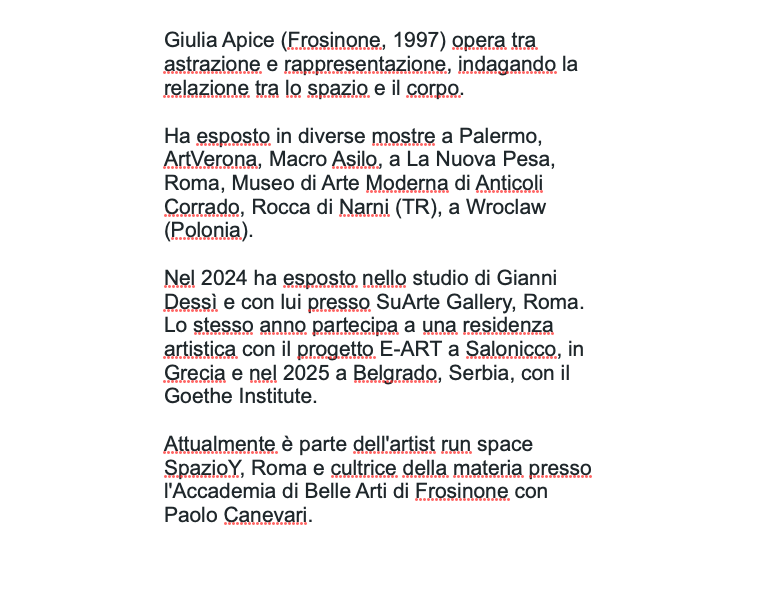 Giulia Apice (Frosinone, 1997) opera tra
astrazione e rappresentazione, indagando la
relazione tra lo spazio e il corpo.
Ha esposto in diverse mostre a Palermo,
ArtVerona, Macro Asilo, a La Nuova Pesa,
Roma, Museo di Arte Moderna di Anticoli
Corrado, Rocca di Narni (TR), a Wroclaw
(Polonia).
Nel 2024 ha esposto nello studio di Gianni
Dessì e con lui presso SuArte Gallery, Roma.
Lo stesso anno partecipa a una residenza
artistica con il progetto E-ART a Salonicco, in
Grecia e nel 2025 a Belgrado, Serbia, con il
Goethe Institute.
Attualmente è parte dell'artist run space
SpazioY, Roma e cultrice della materia presso
l'Accademia di Belle Arti di Frosinone con
Paolo Canevari.